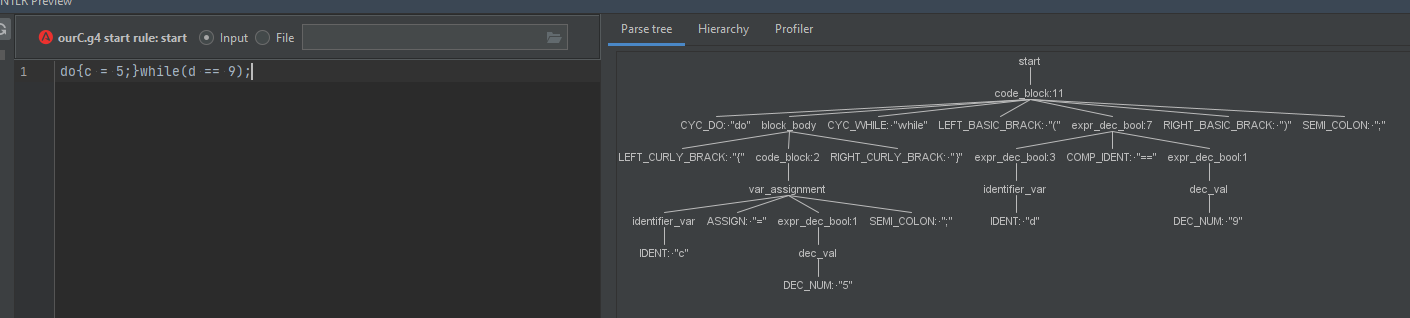 NTLR Preview
ourC.g4 start rule: start Input File
Parse tree Hierarchy Profiler
1 do{c = 5;}while(d == 9);
start
code_block:11
CYC_DO:·"do" block_body CYC_WHILE:·"while" LEFT_BASIC_BRACK:·"(" expr_dec_bool:7 RIGHT_BASIC_BRACK:·")" SEMI_COLON:·";"
LEFT_CURLY_BRACK:·"{" code_block:2 RIGHT_CURLY_BRACK:·"}" expr_dec_bool:3 COMP_IDENT:·"==" expr_dec_bool:1
var_assignment identifier_var dec_val
identifier_var ASSIGN:·"=" expr_dec_bool:1 SEMI_COLON:·";" IDENT:·"d" DEC_NUM:·"9"
IDENT:·"c" dec_val
DEC_NUM:·"5"